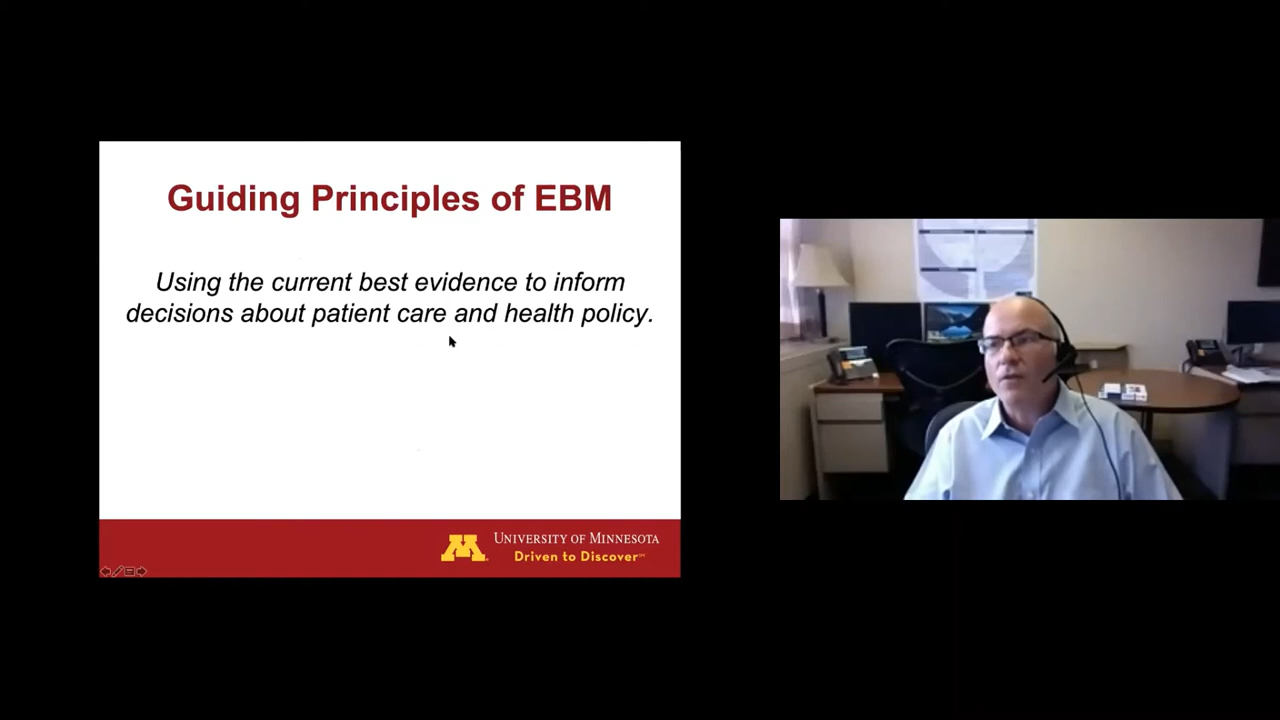 Guiding Principles of EBM
Using the current best evidence to inform
decisions about patient care and health policy.
UNIVERSITY OF MINNESOTA
Driven to Discover